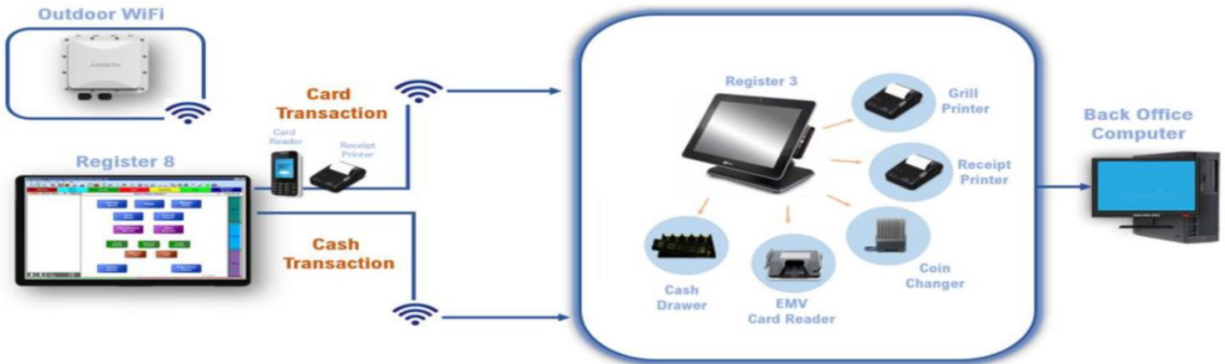 Outdoor WiFi
ARISTA
Card
Transaction
Card
Reader
Receipt
Printer
Register 8
Cash
Transaction
Register 3
Grill
Printer
Receipt
Printer
Coin
Changer
EMV
Card Reader
Cash
Drawer
Back Office
Computer